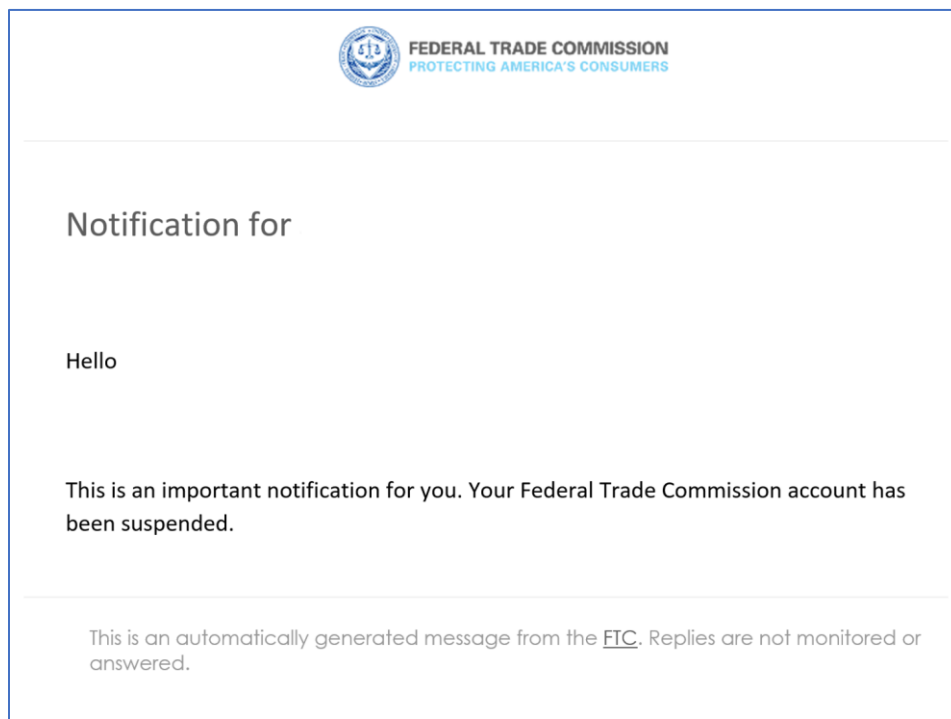 FEDERAL TRADE COMMISSION
PROTECTING AMERICA'S CONSUMERS
Notification for
Hello
This is an important notification for you. Your Federal Trade Commission account has
been suspended.
This is an automatically generated message from the FTC. Replies are not monitored or
answered.